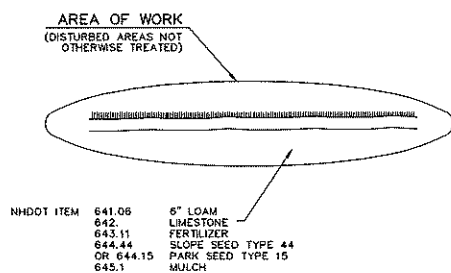 AREA OF WORK
(DISTURBED AREAS NOT
OTHERWISE TREATED)
NHDOT ITEM 641.06 6" LOAM
642. LIMESTONE
643.11 FERTILIZER
644.44 SLOPE SEED TYPE 44
OR 644.15 PARK SEED TYPE 15
645.1 MULCH